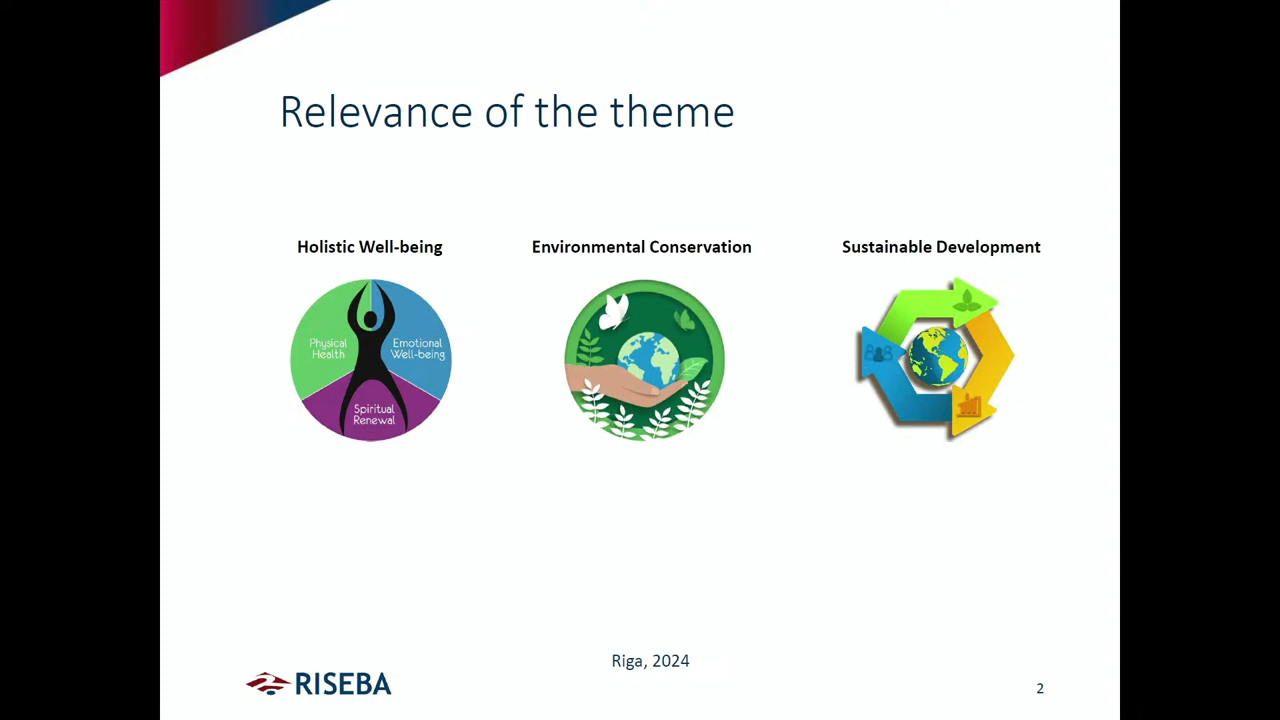 Relevance of the theme
Holistic Well-being
Environmental Conservation
Sustainable Development
Physical
Health
Emotional
Well-being
Spiritual
Renewal
Riga, 2024
RISEBA
2